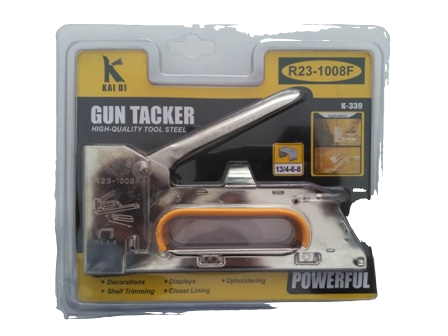 K
KAI DI
R23-1008F
GUN TACKER
HIGH-QUALITY TOOL STEEL
K-339
13/4-6-8
R23-1008F
Decorations
Displays
Upholstering
Shelf Trimming
Closet Lining
POWERFUL